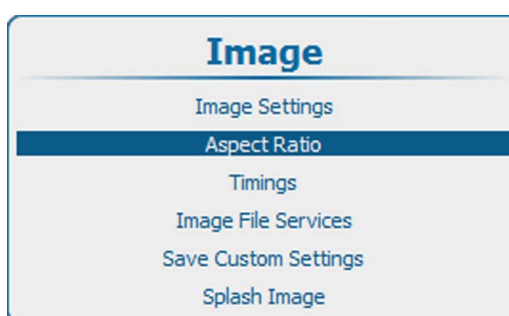 Image
Image Settings
Aspect Ratio
Timings
Image File Services
Save Custom Settings
Splash Image